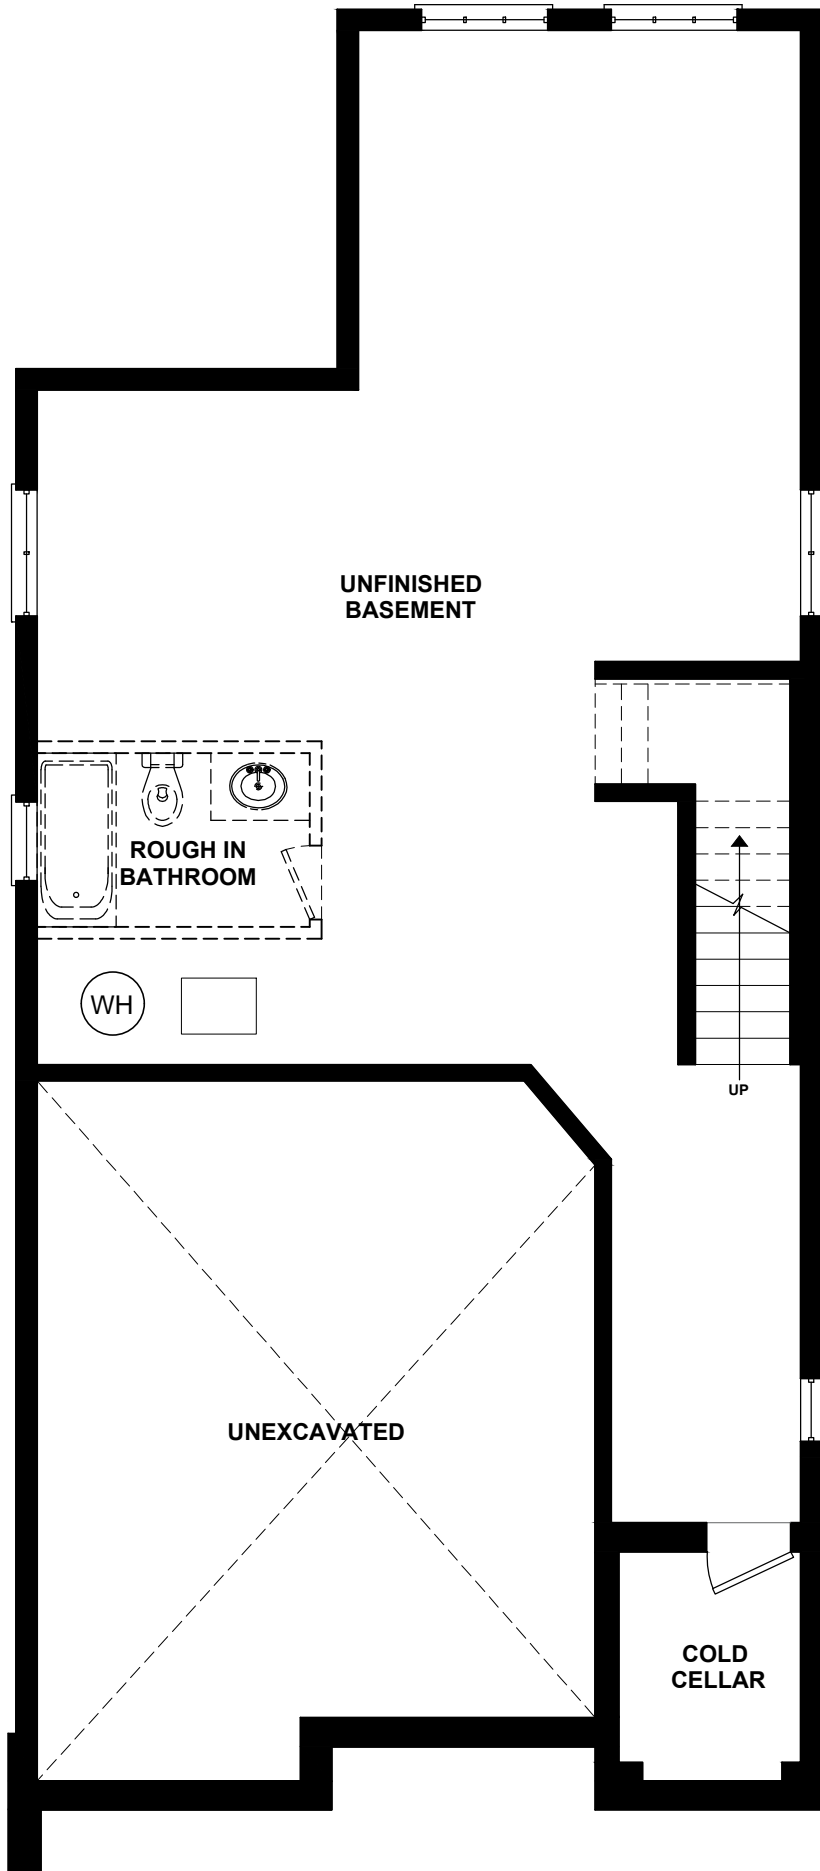 UNFINISHED
BASEMENT
ROUGH IN
BATHROOM
WH
UP
UNEXCAVATED
COLD
CELLAR